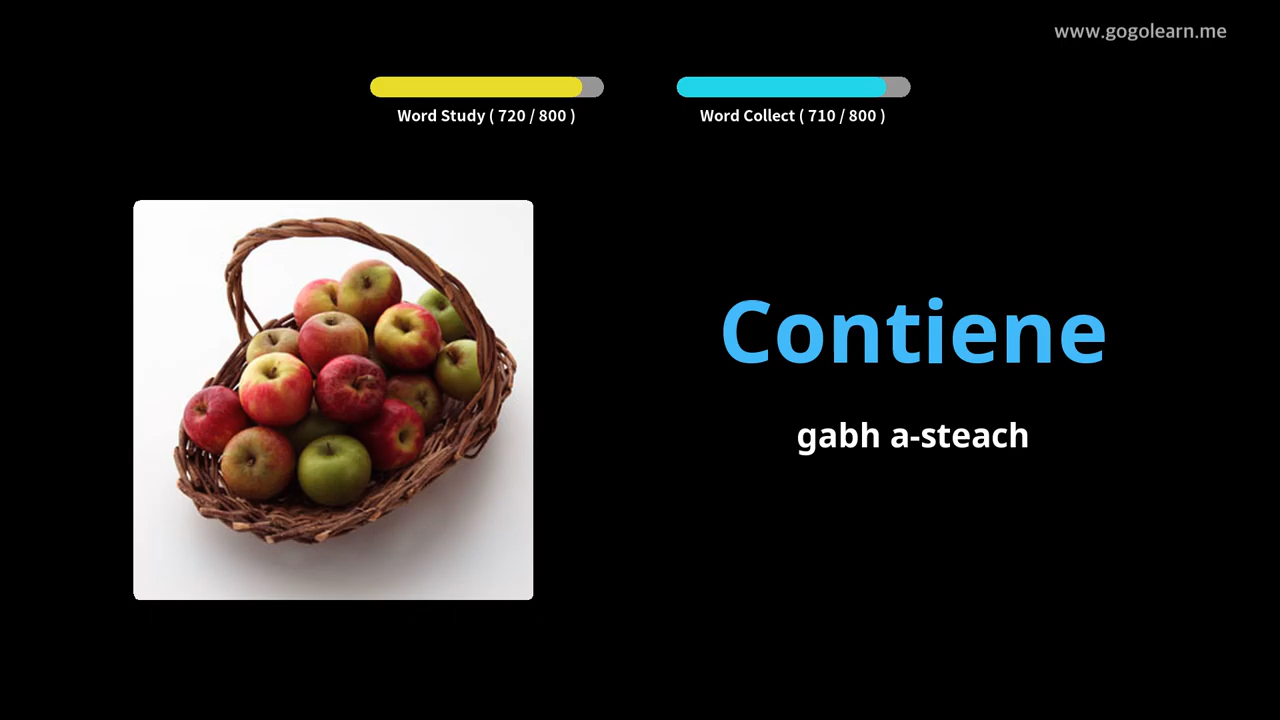 www.gogolearn.me
Word Study ( 720 / 800 )
Word Collect ( 710 / 800 )
Contiene
gabh a-steach